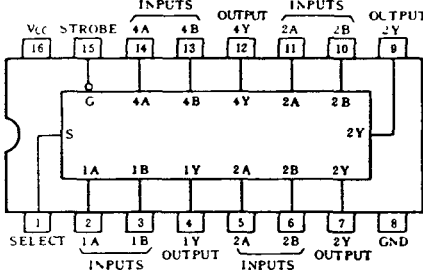 INPUTS INPUTS
VCC STROBE 4A 4B OUTPUT 4Y 2A 2B OUTPUT 2Y
16 15 14 13 12 11 10 9
G 4A 4B 4Y 2A 2B
S 2Y
1A 1B 1Y 2A 2B 2Y
1 2 3 4 5 6 7 8
SELECT 1A 1B 1Y 2A 2B 2Y GND
INPUTS OUTPUT INPUTS OUTPUT